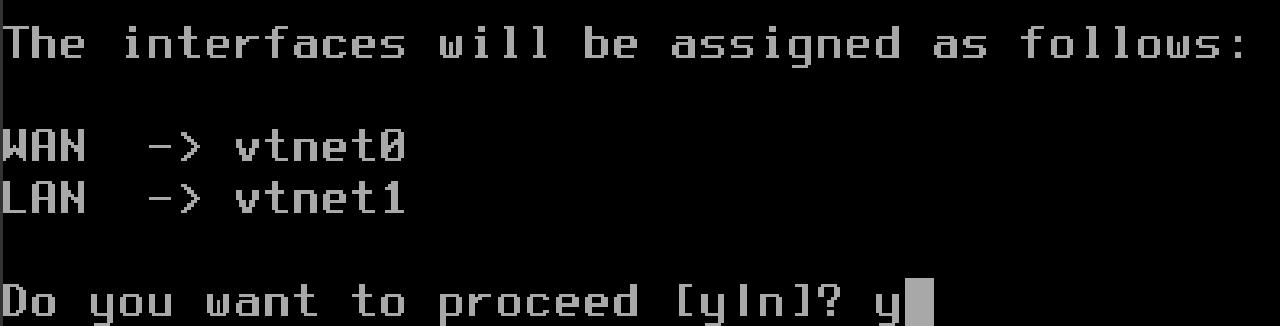 The interfaces will be assigned as follows:
WAN  -> vtnet0
LAN  -> vtnet1
Do you want to proceed [y|n]? y